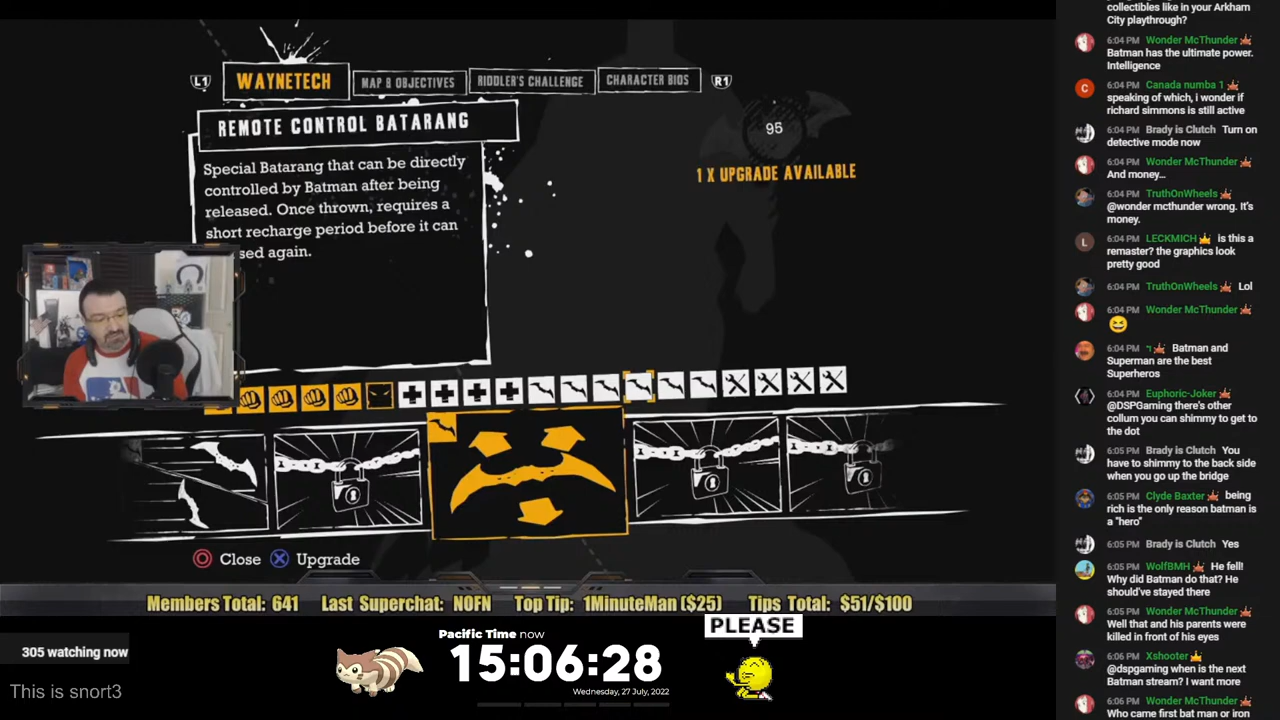 L1
WAYNETECH
MAP & OBJECTIVES
RIDDLER'S CHALLENGE
CHARACTER BIOS
R1
REMOTE CONTROL BATARANG
Special Batarang that can be directly
controlled by Batman after being
released. Once thrown, requires a
short recharge period before it can
sed again.
95
1 X UPGRADE AVAILABLE
Close
Upgrade
Members Total: 641
Last Superchat: NOFN
Top Tip: 1MinuteMan ($25)
Tips Total: $51/$100
305 watching now
This is snort3
Pacific Time now
15:06:28
Wednesday, 27 July, 2022
PLEASE
collectibles like in your Arkham
City playthrough?
6:04 PM Wonder McThunder
Batman has the ultimate power.
Intelligence
6:04 PM Canada numba 1
speaking of which, i wonder if
richard simmons is still active
6:04 PM Brady is Clutch Turn on
detective mode now
6:04 PM Wonder McThunder
And money…
6:04 PM TruthOnWheels
@wonder mcthunder wrong. It's
money.
6:04 PM LECKMICH is this a
remaster? the graphics look
pretty good
6:04 PM TruthOnWheels Lol
6:04 PM Wonder McThunder
6:04 PM Batman and
Superman are the best
Superheros
6:04 PM Euphoric-Joker
@DSPGaming there's other
collum you can shimmy to get to
the dot
6:05 PM Brady is Clutch You
have to shimmy to the back side
when you go up the bridge
6:05 PM Clyde Baxter being
rich is the only reason batman is
a "hero"
6:05 PM Brady is Clutch Yes
6:05 PM WolfBMH He fell!
Why did Batman do that? He
should've stayed there
6:05 PM Wonder McThunder
Well that and his parents were
killed in front of his eyes
6:06 PM Xshooter
@dspgaming when is the next
Batman stream? I want more
6:06 PM Wonder McThunder
Who came first bat man or iron